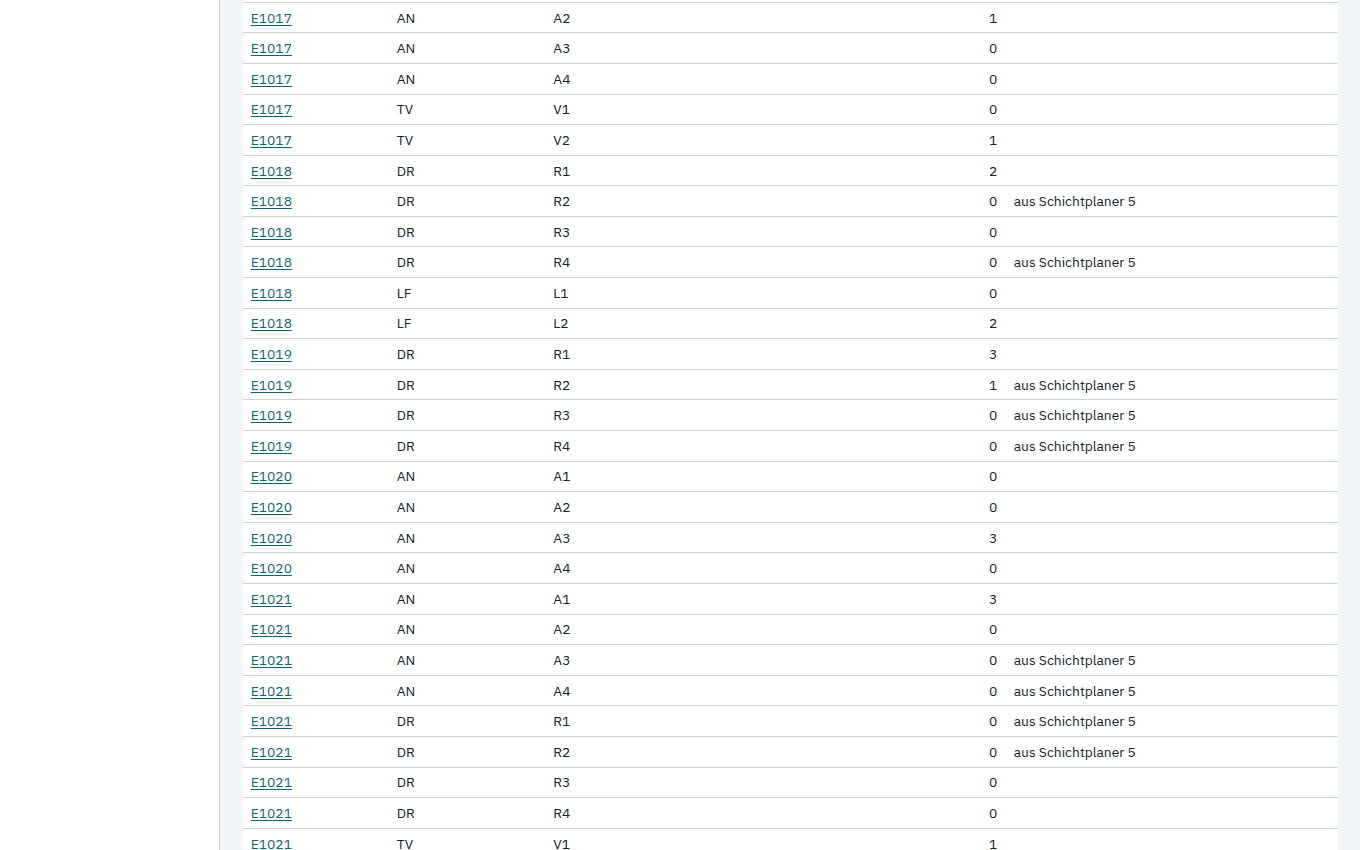 E1017 AN A2 1
E1017 AN A3 0
E1017 AN A4 0
E1017 TV V1 0
E1017 TV V2 1
E1018 DR R1 2
E1018 DR R2 0 aus Schichtplaner 5
E1018 DR R3 0
E1018 DR R4 0 aus Schichtplaner 5
E1018 LF L1 0
E1018 LF L2 2
E1019 DR R1 3
E1019 DR R2 1 aus Schichtplaner 5
E1019 DR R3 0 aus Schichtplaner 5
E1019 DR R4 0 aus Schichtplaner 5
E1020 AN A1 0
E1020 AN A2 0
E1020 AN A3 3
E1020 AN A4 0
E1021 AN A1 3
E1021 AN A2 0
E1021 AN A3 0 aus Schichtplaner 5
E1021 AN A4 0 aus Schichtplaner 5
E1021 DR R1 0 aus Schichtplaner 5
E1021 DR R2 0 aus Schichtplaner 5
E1021 DR R3 0
E1021 DR R4 0
E1021 TV V1 1